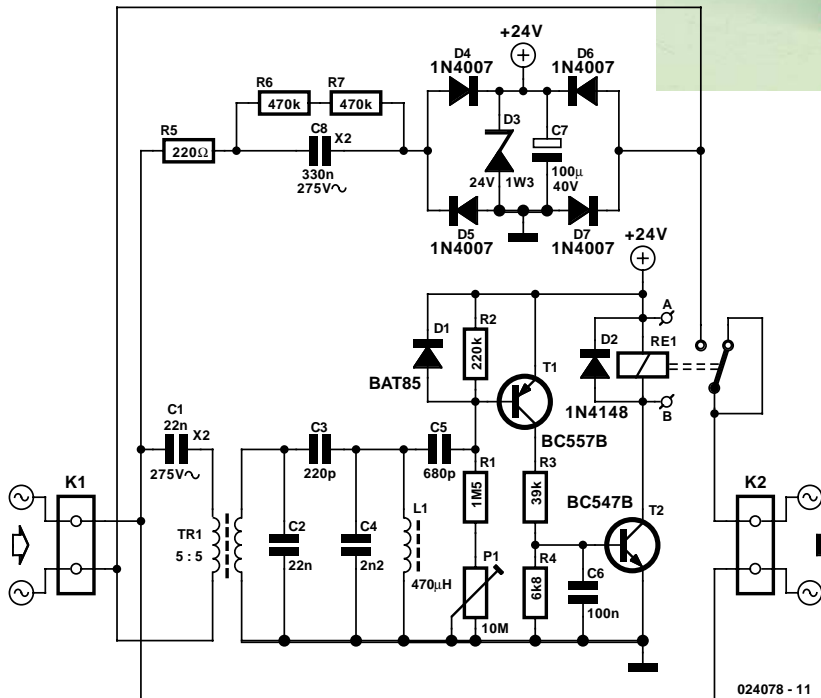 +24V
D4
1N4007
D6
1N4007
R6
470k
R7
470k
R5
220Ω
C8
X2
330n
275V~
D3
24V
1W3
C7
100µ
40V
D5
1N4007
D7
1N4007
+24V
A
D1
R2
220k
BAT85
T1
BC557B
D2
RE1
1N4148
B
C1
22n
X2
275V~
C3
220p
C5
680p
R1
1M5
R3
39k
BC547B
T2
K1
K2
TR1
5 : 5
C2
22n
C4
2n2
L1
470µH
P1
10M
R4
6k8
C6
100n
024078 - 11